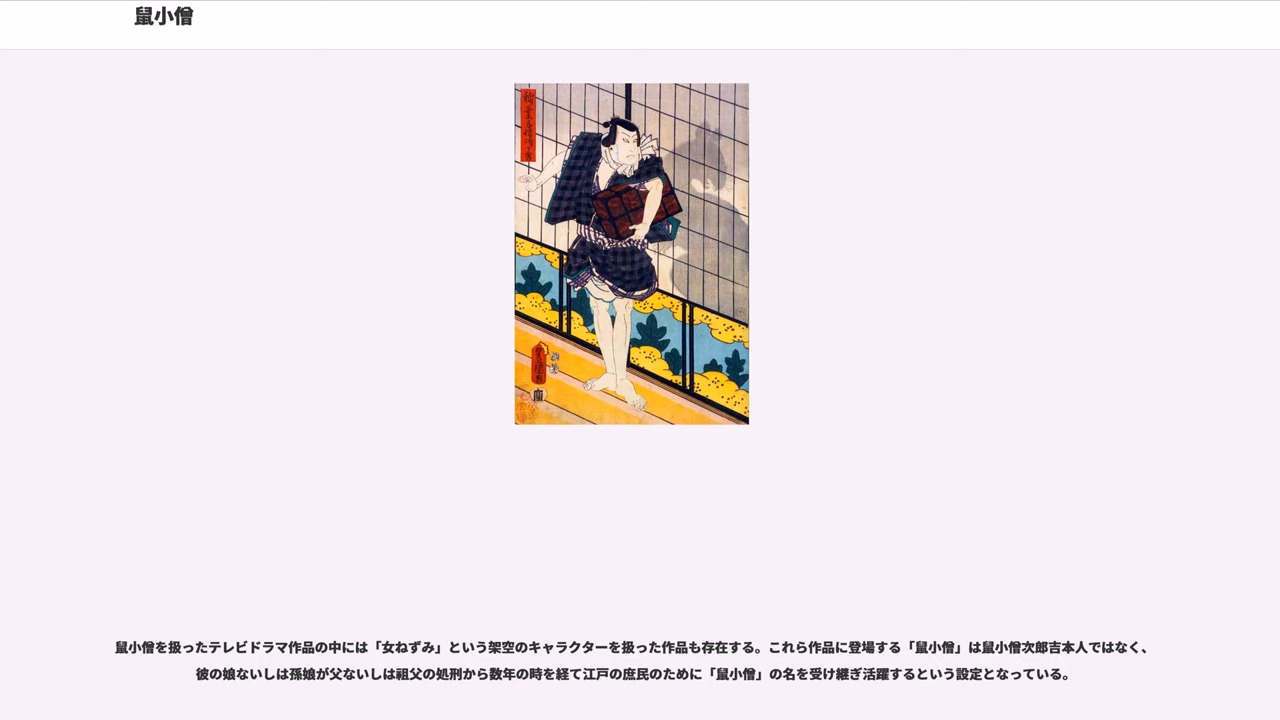 鼠小僧
鼠小僧を扱ったテレビドラマ作品の中には「女ねずみ」という架空のキャラクターを扱った作品も存在する。これら作品に登場する「鼠小僧」は鼠小僧次郎吉本人ではなく、
彼の娘ないしは孫娘が父ないしは祖父の処刑から数年の時を経て江戸の庶民のために「鼠小僧」の名を受け継ぎ活躍するという設定となっている。